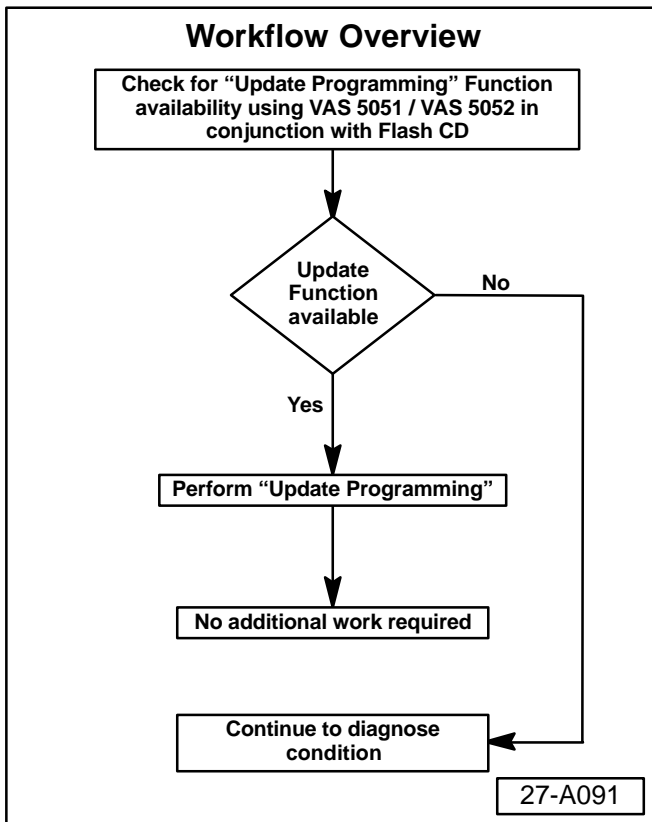 Workflow Overview
Check for “Update Programming” Function
availability using VAS 5051 / VAS 5052 in
conjunction with Flash CD
Update
Function
available
No
Yes
Perform “Update Programming”
No additional work required
Continue to diagnose
condition
27-A091